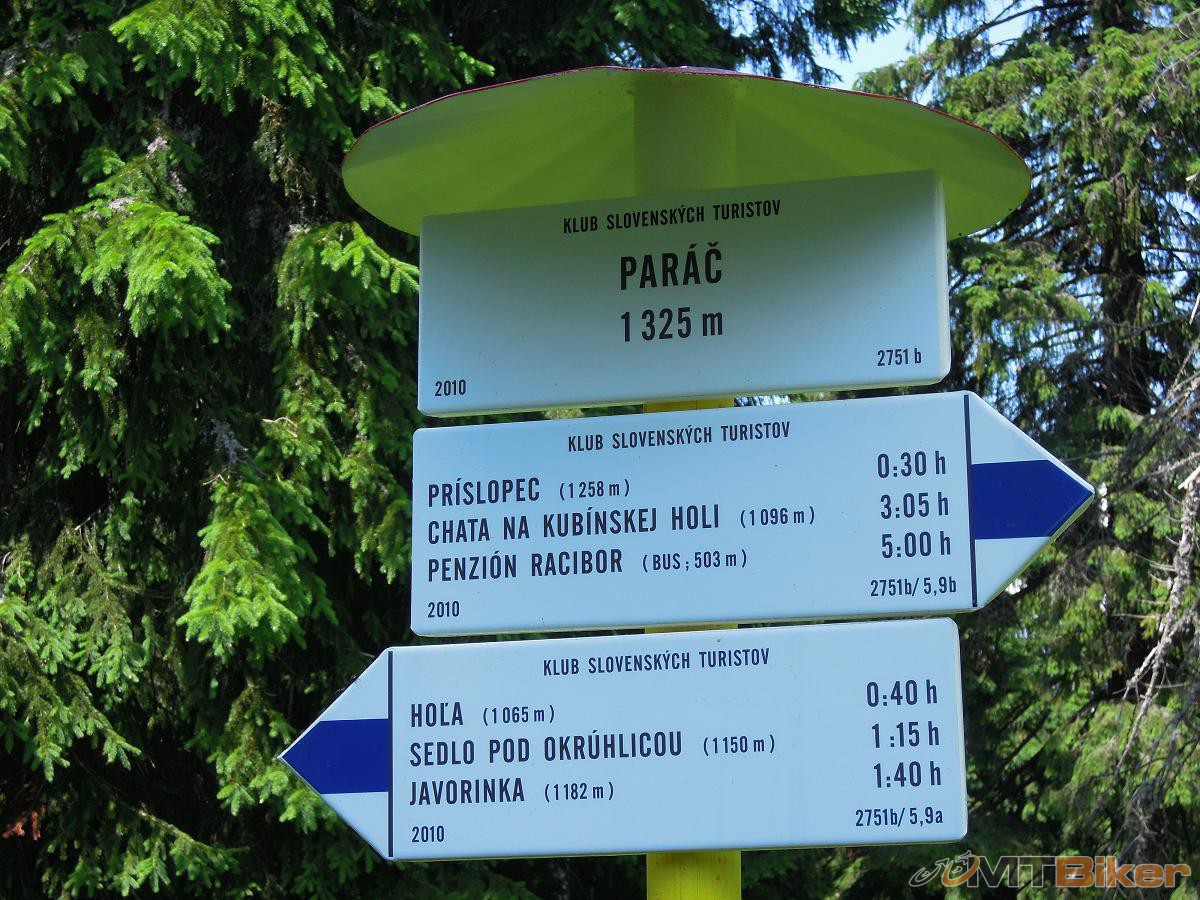 KLUB SLOVENSKÝCH TURISTOV
PARÁČ
1 325 m
2010 2751 b
KLUB SLOVENSKÝCH TURISTOV
PRÍSLOPEC (1 258 m) 0:30 h
CHATA NA KUBÍNSKEJ HOLI (1 096 m) 3:05 h
PENZIÓN RACIBOR (BUS ; 503 m) 5:00 h
2010 2751b/ 5,9b
KLUB SLOVENSKÝCH TURISTOV
HOĽA (1 065 m) 0:40 h
SEDLO POD OKRÚHLICOU (1 150 m) 1:15 h
JAVORINKA (1 182 m) 1:40 h
2010 2751b/ 5,9a
MTBiker